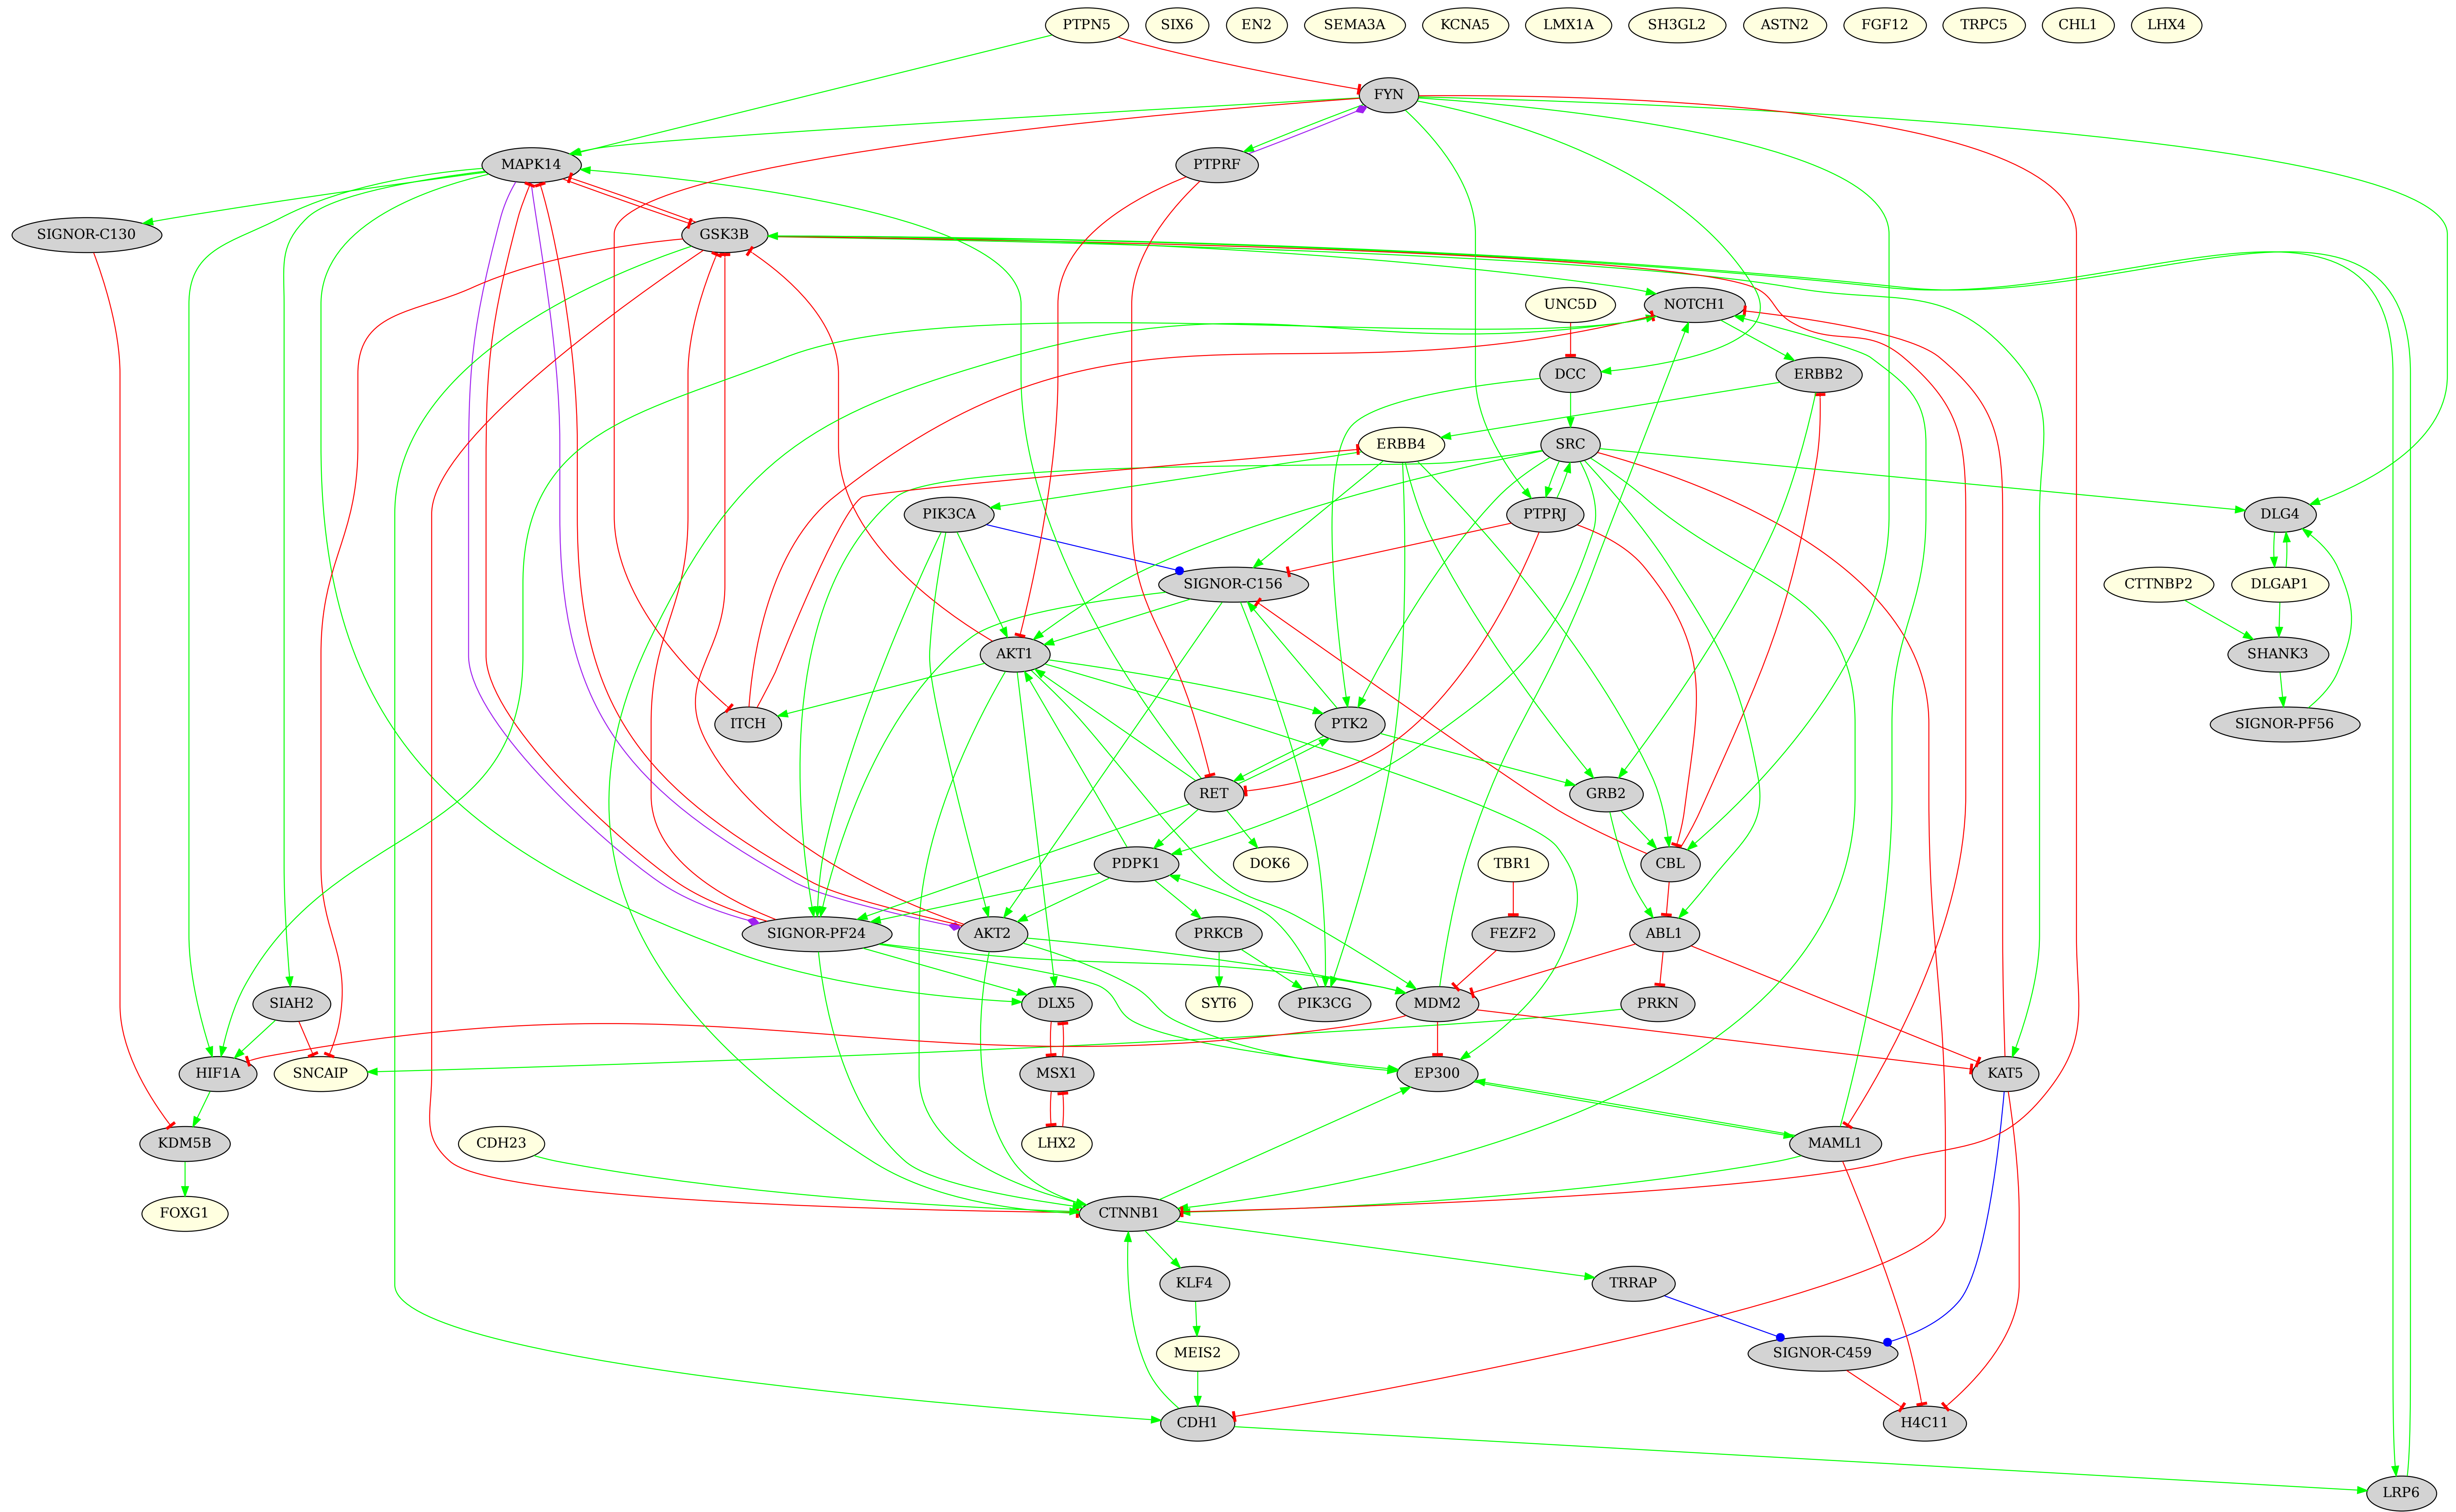 PTPN5 SIX6 EN2 SEMA3A KCNA5 LMX1A SH3GL2 ASTN2 FGF12 TRPC5 CHL1 LHX4
FYN
MAPK14 PTPRF
SIGNOR-C130 GSK3B
UNC5D NOTCH1
DCC ERBB2
ERBB4 SRC
PIK3CA PTPRJ DLG4
SIGNOR-C156 CTTNBP2 DLGAP1
AKT1 SHANK3
ITCH PTK2 SIGNOR-PF56
RET GRB2
PDPK1 DOK6 TBR1 CBL
SIGNOR-PF24 AKT2 PRKCB FEZF2 ABL1
SIAH2 DLX5 SYT6 PIK3CG MDM2 PRKN
HIF1A SNCAIP MSX1 EP300 KAT5
KDM5B CDH23 LHX2 MAML1
FOXG1 CTNNB1
KLF4 TRRAP
MEIS2 SIGNOR-C459
CDH1 H4C11
LRP6